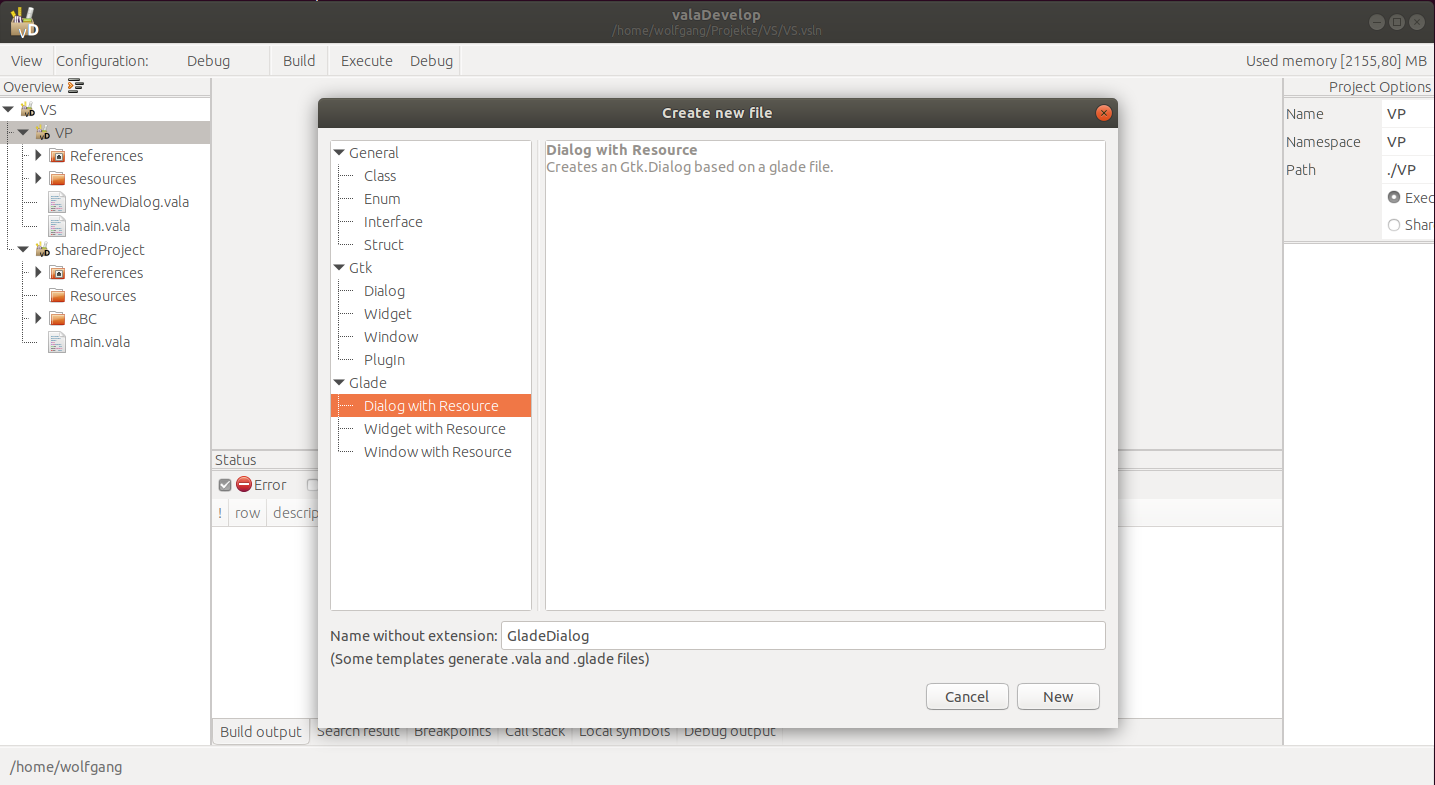 valaDevelop
/home/wolfgang/Projekte/VS/VS.vsln
View Configuration: Debug Build Execute Debug Used memory [2155,80] MB
Overview
VS
VP
References
Resources
myNewDialog.vala
main.vala
sharedProject
References
Resources
ABC
main.vala
Create new file
General
Class
Enum
Interface
Struct
Gtk
Dialog
Widget
Window
PlugIn
Glade
Dialog with Resource
Widget with Resource
Window with Resource
Dialog with Resource
Creates an Gtk.Dialog based on a glade file.
Name without extension: GladeDialog
(Some templates generate .vala and .glade files)
Cancel New
Project Options
Name VP
Namespace VP
Path ./VP
Exec
Shar
Status
Error
! row descrip
Build output Search result Breakpoints Call stack Local symbols Debug output
/home/wolfgang